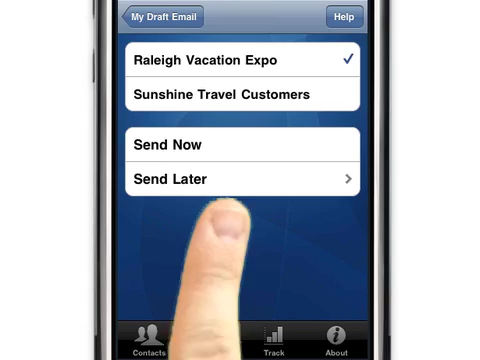 My Draft Email
Help
Raleigh Vacation Expo
Sunshine Travel Customers
Send Now
Send Later
Contacts
Track
About